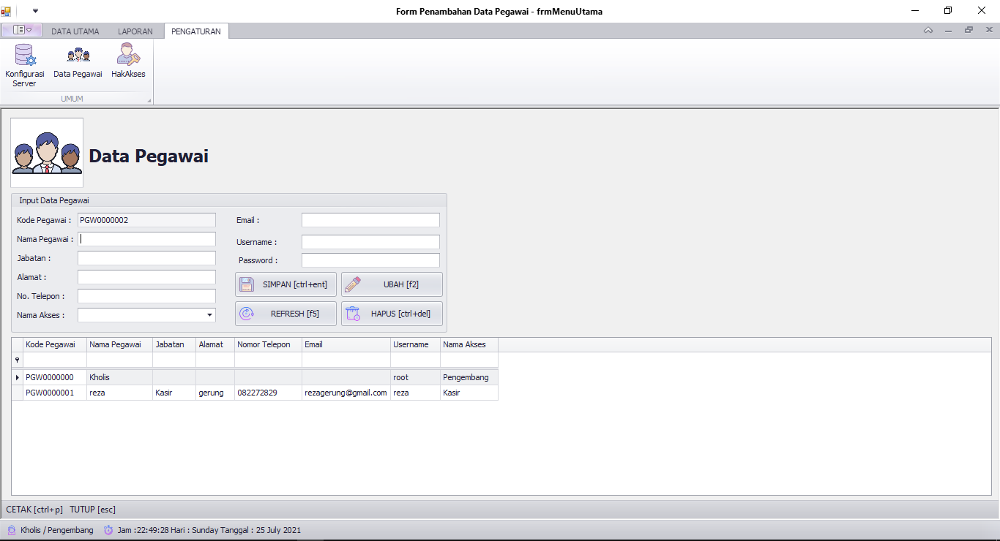 Form Penambahan Data Pegawai - frmMenuUtama
DATA UTAMA LAPORAN PENGATURAN
Konfigurasi Server Data Pegawai HakAkses
UMUM
Data Pegawai
Input Data Pegawai
Kode Pegawai : PGW0000002 Email :
Nama Pegawai : Username :
Jabatan : Password :
Alamat : SIMPAN [ctrl+ent] UBAH [f2]
No. Telepon :
Nama Akses : REFRESH [f5] HAPUS [ctrl+del]
Kode Pegawai Nama Pegawai Jabatan Alamat Nomor Telepon Email Username Nama Akses
PGW0000000 Kholis root Pengembang
PGW0000001 reza Kasir gerung 082272829 rezagerung@gmail.com reza Kasir
CETAK [ctrl+p] TUTUP [esc]
Kholis / Pengembang Jam :22:49:28 Hari : Sunday Tanggal : 25 July 2021